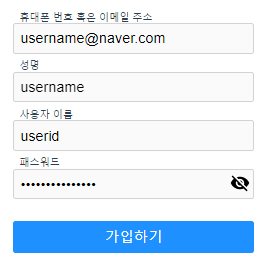 휴대폰 번호 혹은 이메일 주소
username@naver.com
성명
username
사용자 이름
userid
패스워드
•••••••••••••••
가입하기